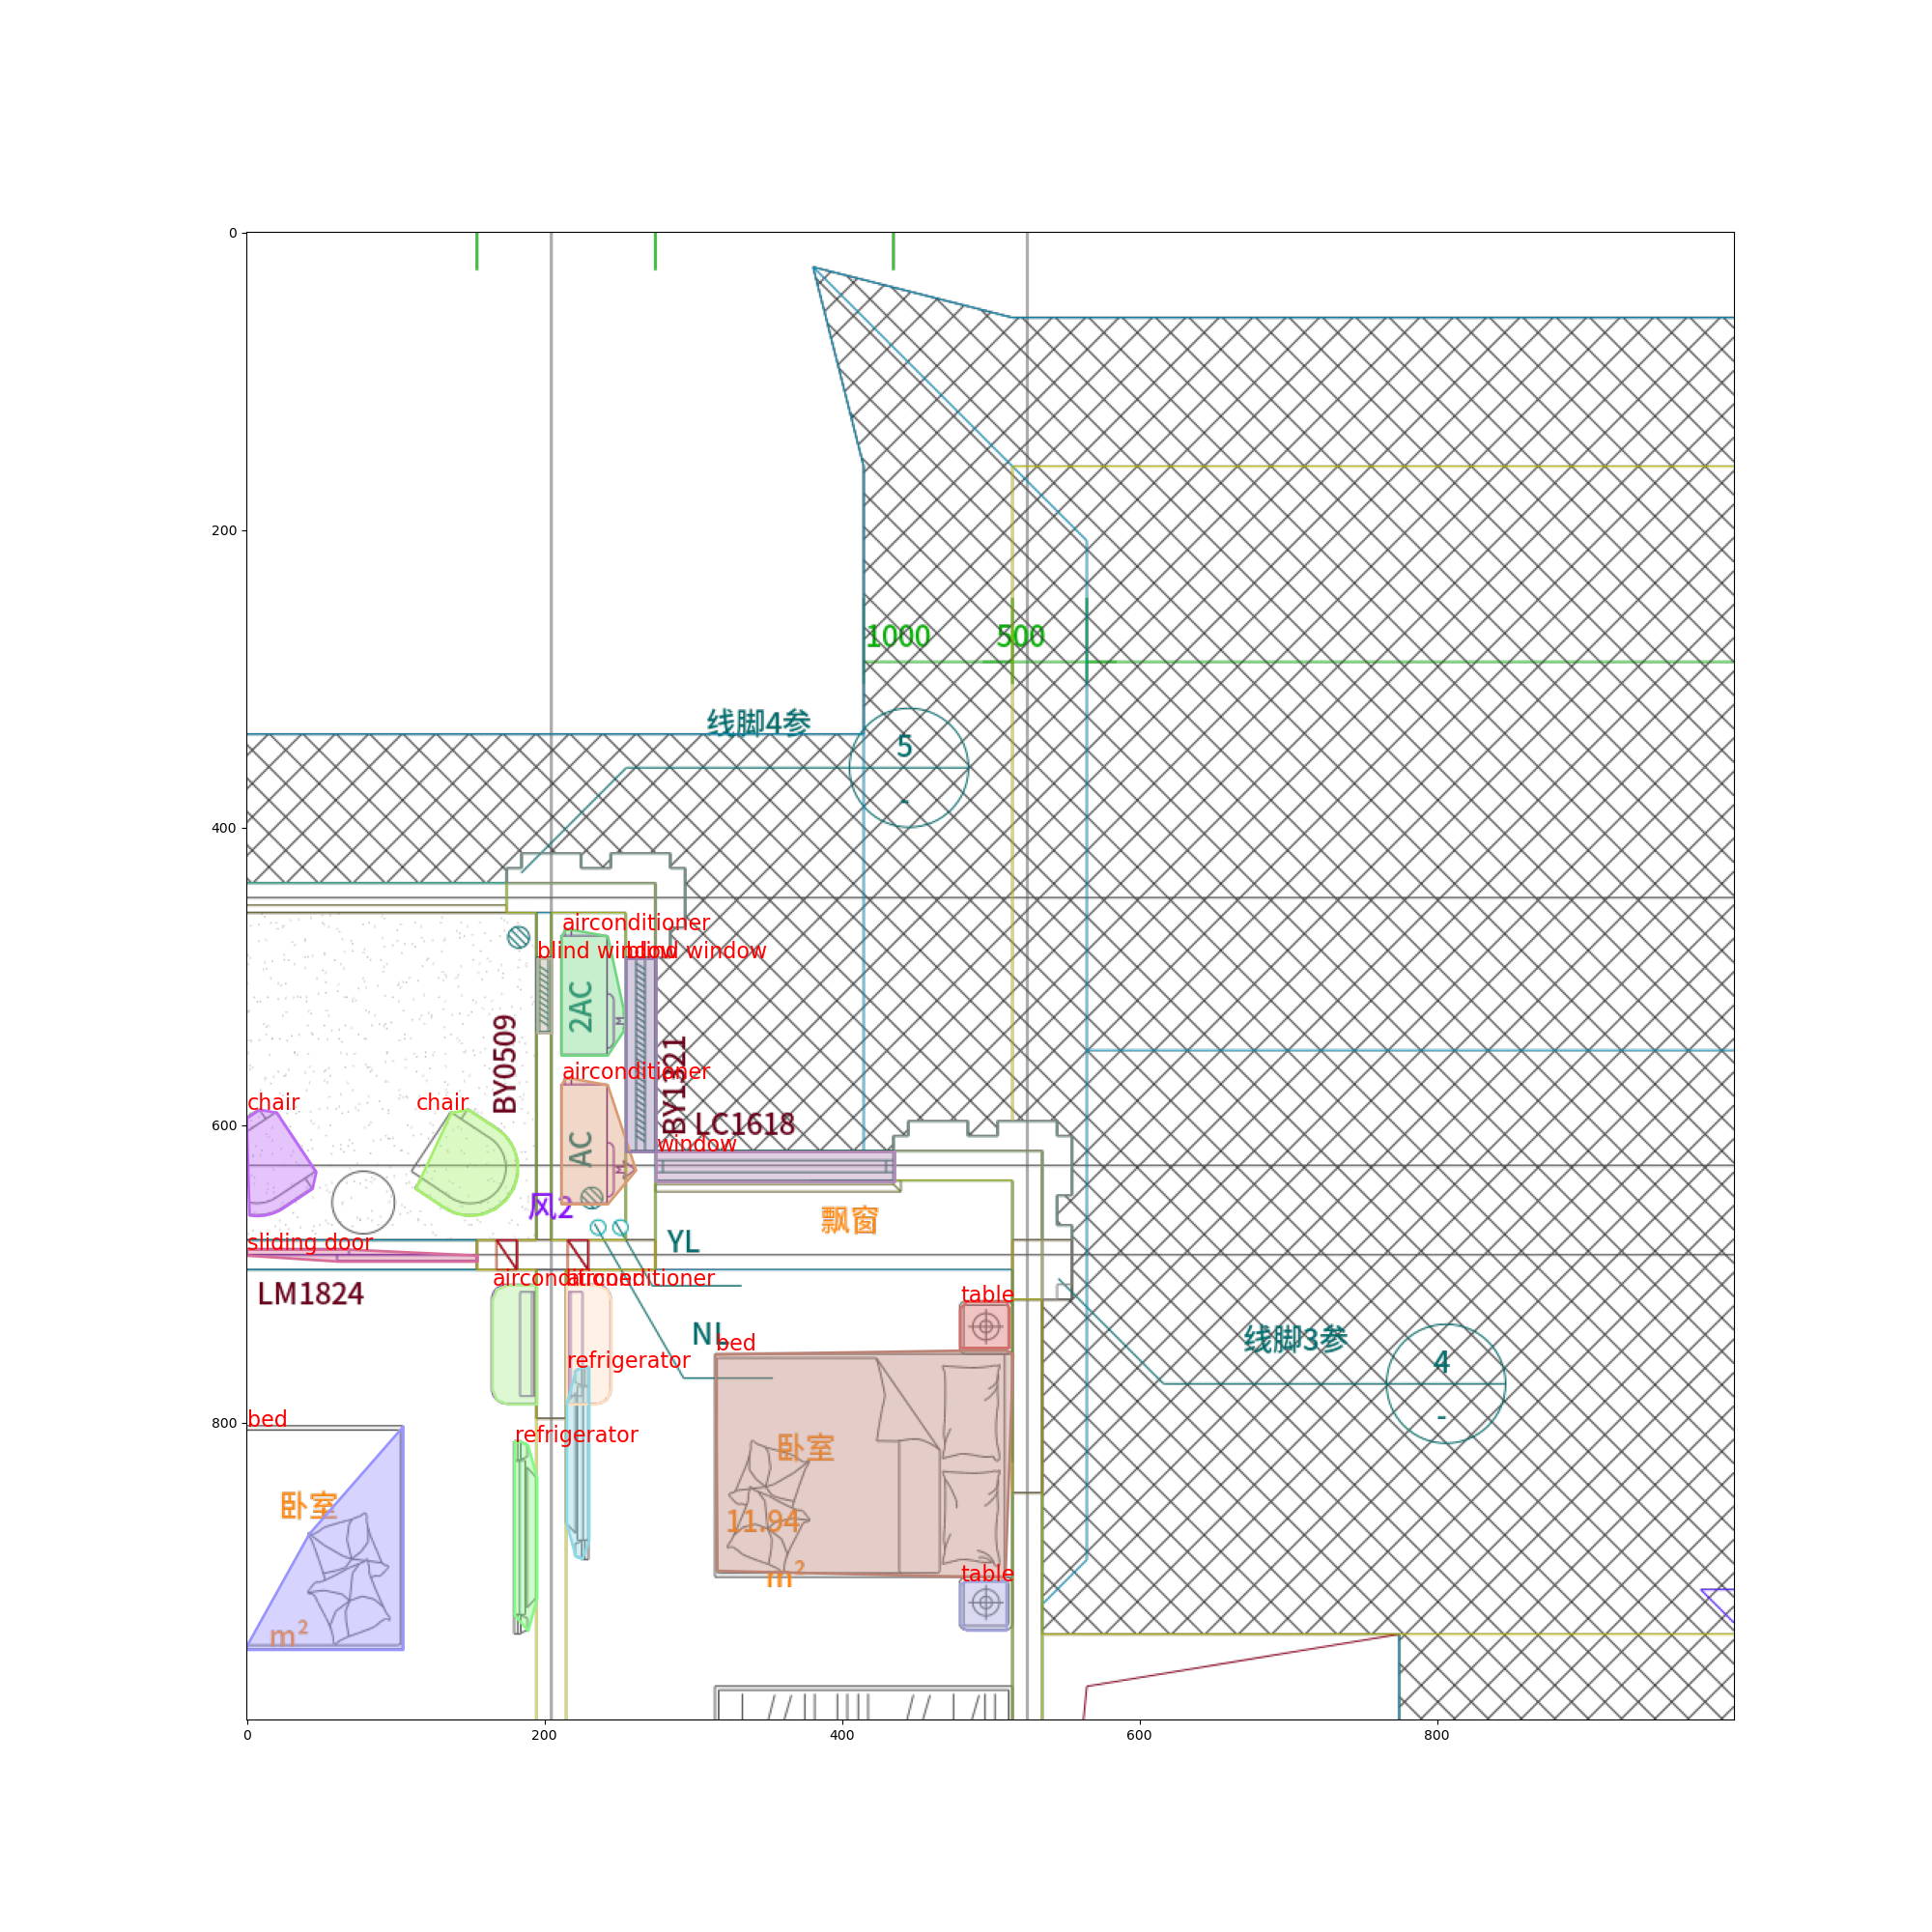 0
200
400
600
800
0
200
400
600
800
1000
500
线脚4参
5
-
airconditioner
blind window
blind window
2AC
BY0509
BY1321
airconditioner
chair
chair
LC1618
window
AC
风2
飘窗
YL
sliding door
LM1824
airconditioner
airconditioner
table
NL
bed
refrigerator
线脚3参
4
-
bed
refrigerator
卧室
卧室
11.94
m²
m²
table